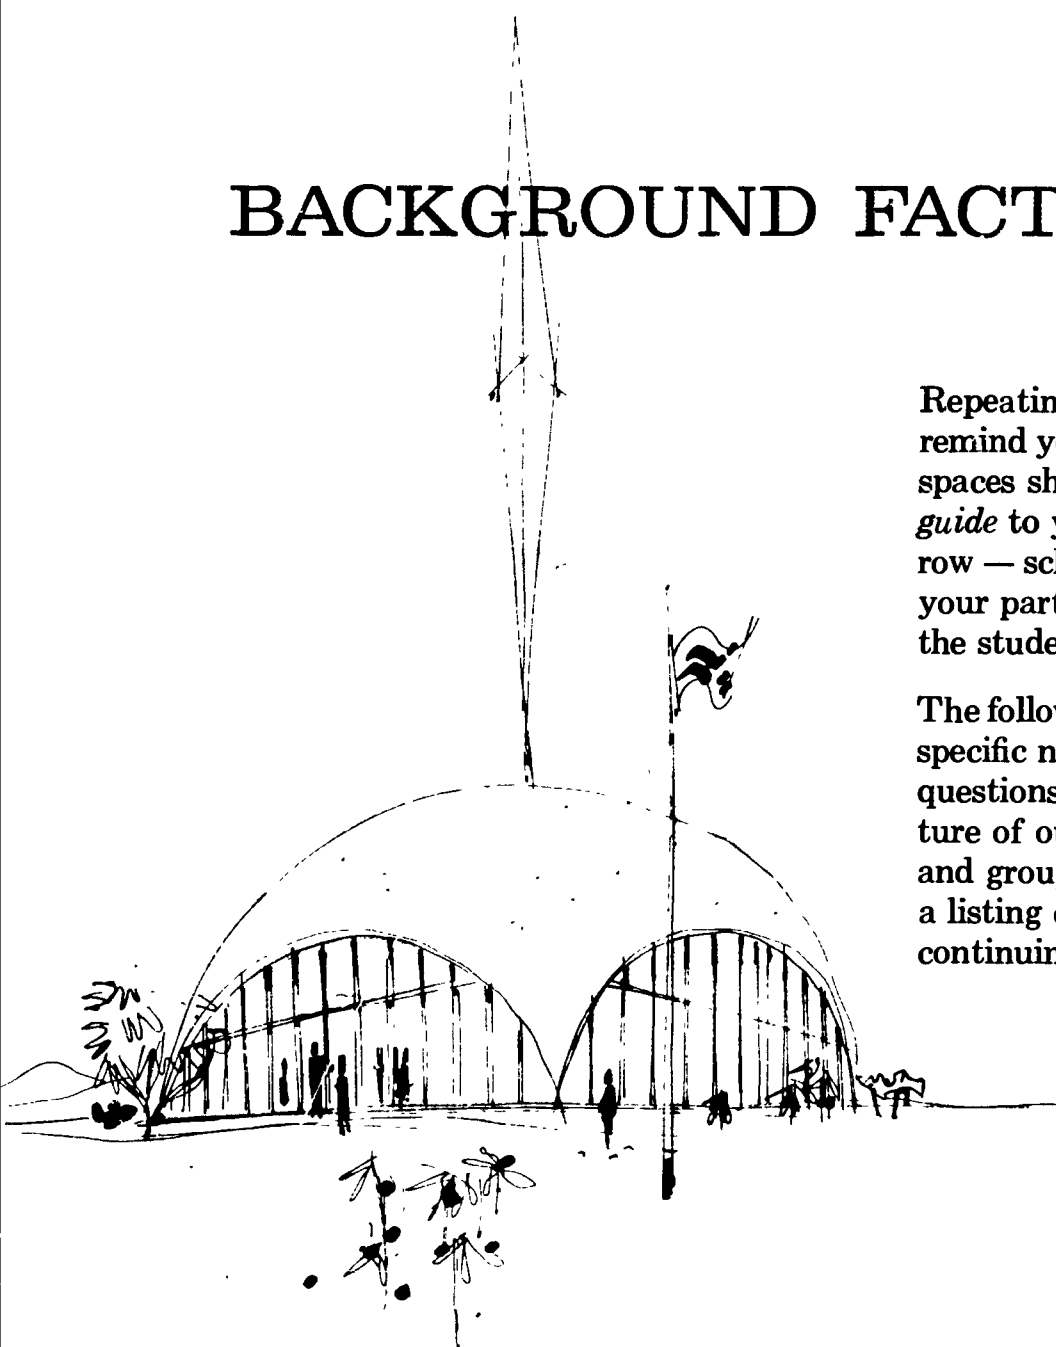 BACKGROUND FACT
Repeatin
remind y
spaces sh
guide to y
row — sch
your part
the stude
The follow
specific n
questions
ture of ou
and grou
a listing
continuin